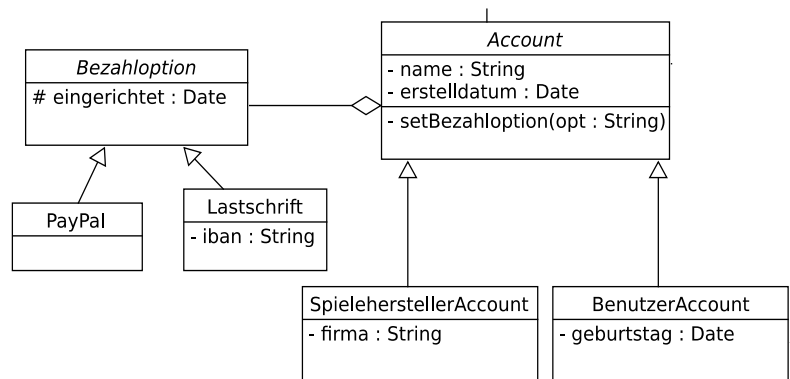 Account
- name : String
- erstelldatum : Date
- setBezahloption(opt : String)
Bezahloption
# eingerichtet : Date
PayPal
Lastschrift
- iban : String
SpieleherstellerAccount
- firma : String
BenutzerAccount
- geburtstag : Date